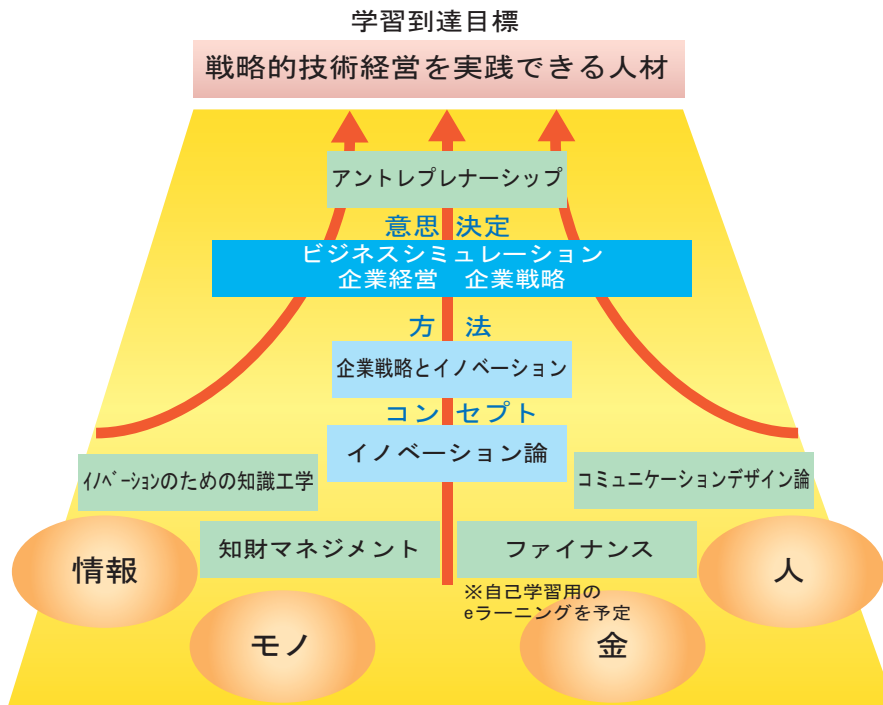 学習到達目標
戦略的技術経営を実践できる人材
アントレプレナーシップ
意思決定
ビジネスシミュレーション
企業経営　企業戦略
方法
企業戦略とイノベーション
コンセプト
イノベーション論
ｲﾉﾍﾞｰｼｮﾝのための知識工学
コミュニケーションデザイン論
情報
知財マネジメント
ファイナンス
人
※自己学習用の
eラーニングを予定
モノ
金